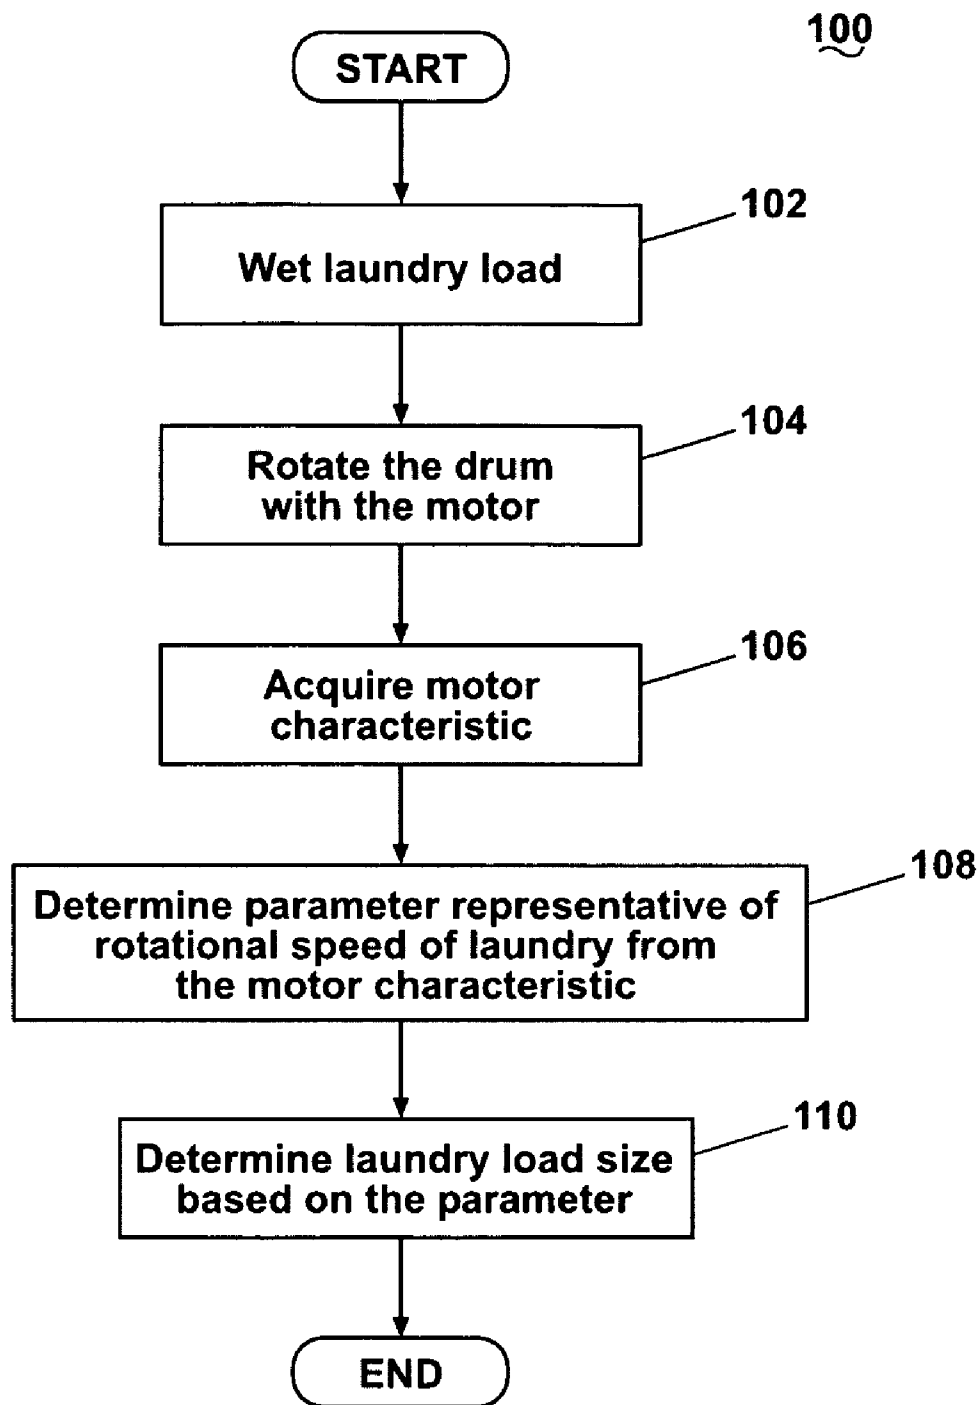 100
START
102
Wet laundry load
104
Rotate the drum
with the motor
106
Acquire motor
characteristic
108
Determine parameter representative of
rotational speed of laundry from
the motor characteristic
110
Determine laundry load size
based on the parameter
END